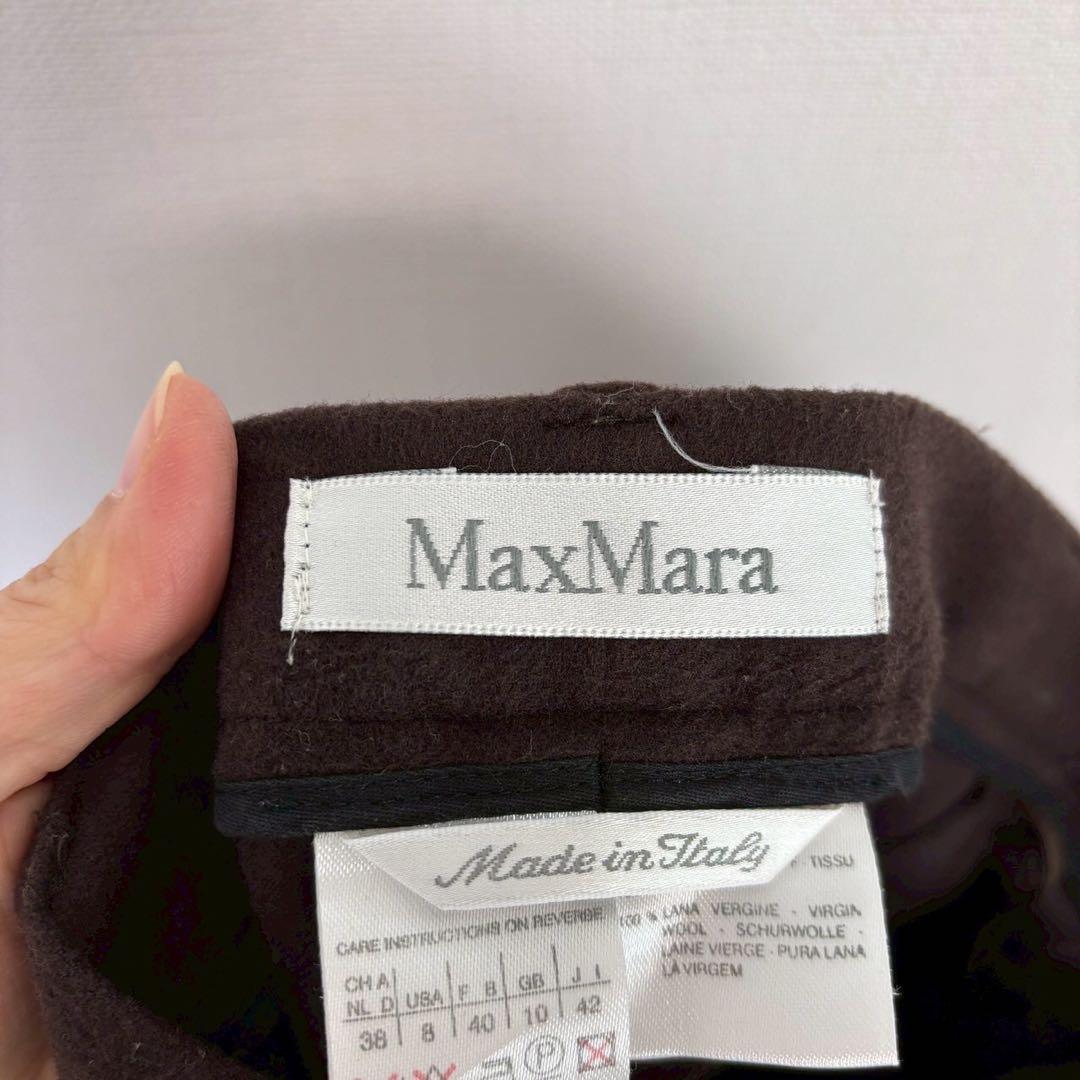 MaxMara
Made in Italy
TISSU
CARE INSTRUCTIONS ON REVERSE
100 % LANA VERGINE - VIRGIN
WOOL - SCHURWOLLE -
LAINE VIERGE - PURA LANA
LÀ VIRGEM
CH A
NL D USA F B GB J I
38 8 40 10 42
P